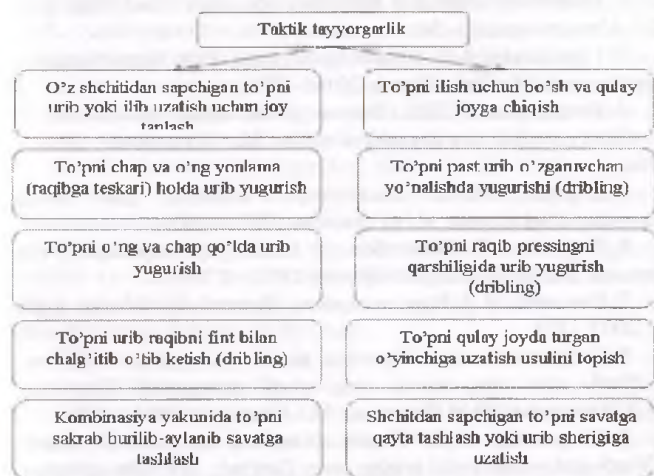 Taktik tayyorgarlik
O'z shchitidan sapchigan to'pni
urib yoki ilib uzatish uchun joy
tanlash
To'pni ilish uchun bo'sh va qulay
joyga chiqish
To'pni chap va o'ng yonlama
(raqibga teskari) holda urib yugurish
To'pni past urib o'zganuvchan
yo'nalishda yugurishi (dribling)
To'pni o'ng va chap qo'lda urib
yugurish
To'pni raqib pressingni
qarshiligida urib yugurish
(dribling)
To'pni urib raqibni fint bilan
chalg'itib o'tib ketish (dribling)
To'pni qulay joyda turgan
o'yinchiga uzatish usulini topish
Kombinasiya yakunida to'pni
sakrab burilib-aylanib savatga
tashlash
Shchitdan sapchigan to'pni savatga
qayta tashlash yoki urib sherigiga
uzatish